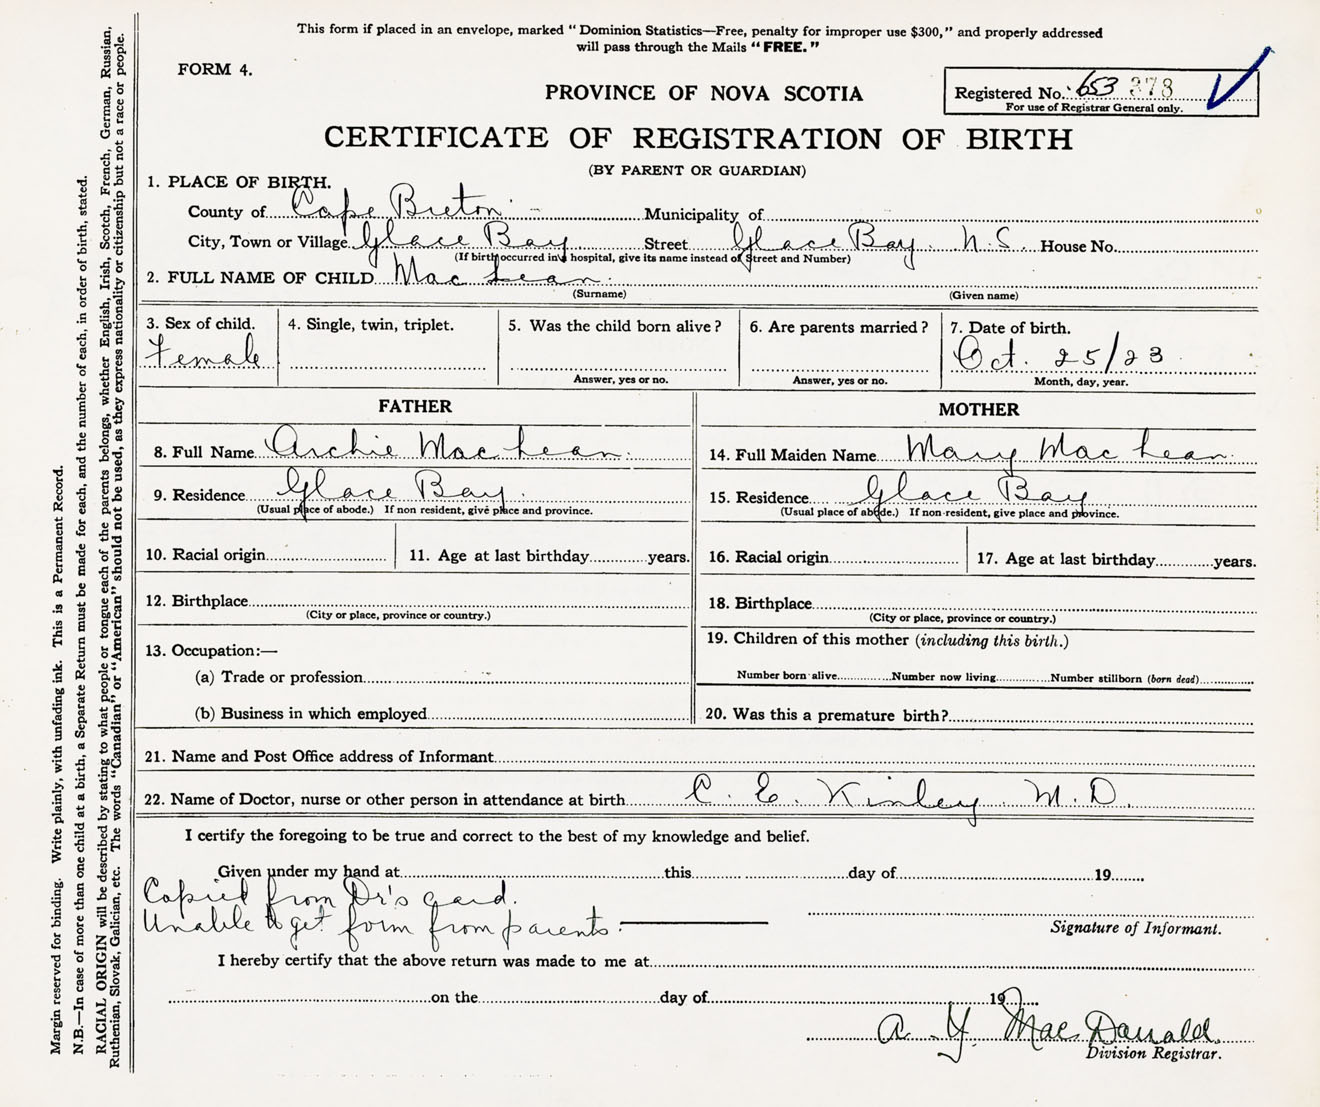 This form if placed in an envelope, marked "Dominion Statistics—Free, penalty for improper use $300," and properly addressed
will pass through the Mails "FREE."
FORM 4.
PROVINCE OF NOVA SCOTIA
Registered No. 653 378
For use of Registrar General only.
CERTIFICATE OF REGISTRATION OF BIRTH
(BY PARENT OR GUARDIAN)
1. PLACE OF BIRTH.
County of Cape Breton Municipality of
City, Town or Village Glace Bay Street Glace Bay N.S. House No.
(If birth occurred in a hospital, give its name instead of Street and Number)
2. FULL NAME OF CHILD Mac Lean
(Surname) (Given name)
3. Sex of child. 4. Single, twin, triplet. 5. Was the child born alive? 6. Are parents married? 7. Date of birth.
Female Oct. 25/23
Answer, yes or no. Answer, yes or no. Month, day, year.
FATHER MOTHER
8. Full Name Archie Mac Lean 14. Full Maiden Name Mary Mac Lean
9. Residence Glace Bay. 15. Residence Glace Bay
(Usual place of abode.) If non resident, give place and province. (Usual place of abode.) If non-resident, give place and province.
10. Racial origin 11. Age at last birthday years. 16. Racial origin 17. Age at last birthday years.
12. Birthplace 18. Birthplace
(City or place, province or country.) (City or place, province or country.)
13. Occupation:— 19. Children of this mother (including this birth.)
(a) Trade or profession Number born alive Number now living Number stillborn (born dead)
(b) Business in which employed 20. Was this a premature birth?
21. Name and Post Office address of Informant
22. Name of Doctor, nurse or other person in attendance at birth C. E. Kinley M.D.
I certify the foregoing to be true and correct to the best of my knowledge and belief.
Given under my hand at this day of 19
Copied from Dr's card.
Unable to get form from parents.
Signature of Informant.
I hereby certify that the above return was made to me at
on the day of 19
A. Y. MacDonald
Division Registrar.
Margin reserved for binding. Write plainly, with unfading ink. This is a Permanent Record.
N.B.—In case of more than one child at a birth, a Separate Return must be made for each, and the number of each, in order of birth, stated.
RACIAL ORIGIN will be described by stating to what people or tongue each of the parents belongs, whether English, Irish, Scotch, French, German, Russian,
Ruthenian, Slovak, Galician, etc. The words "Canadian" or "American" should not be used, as they express nationality or citizenship but not a race or people.